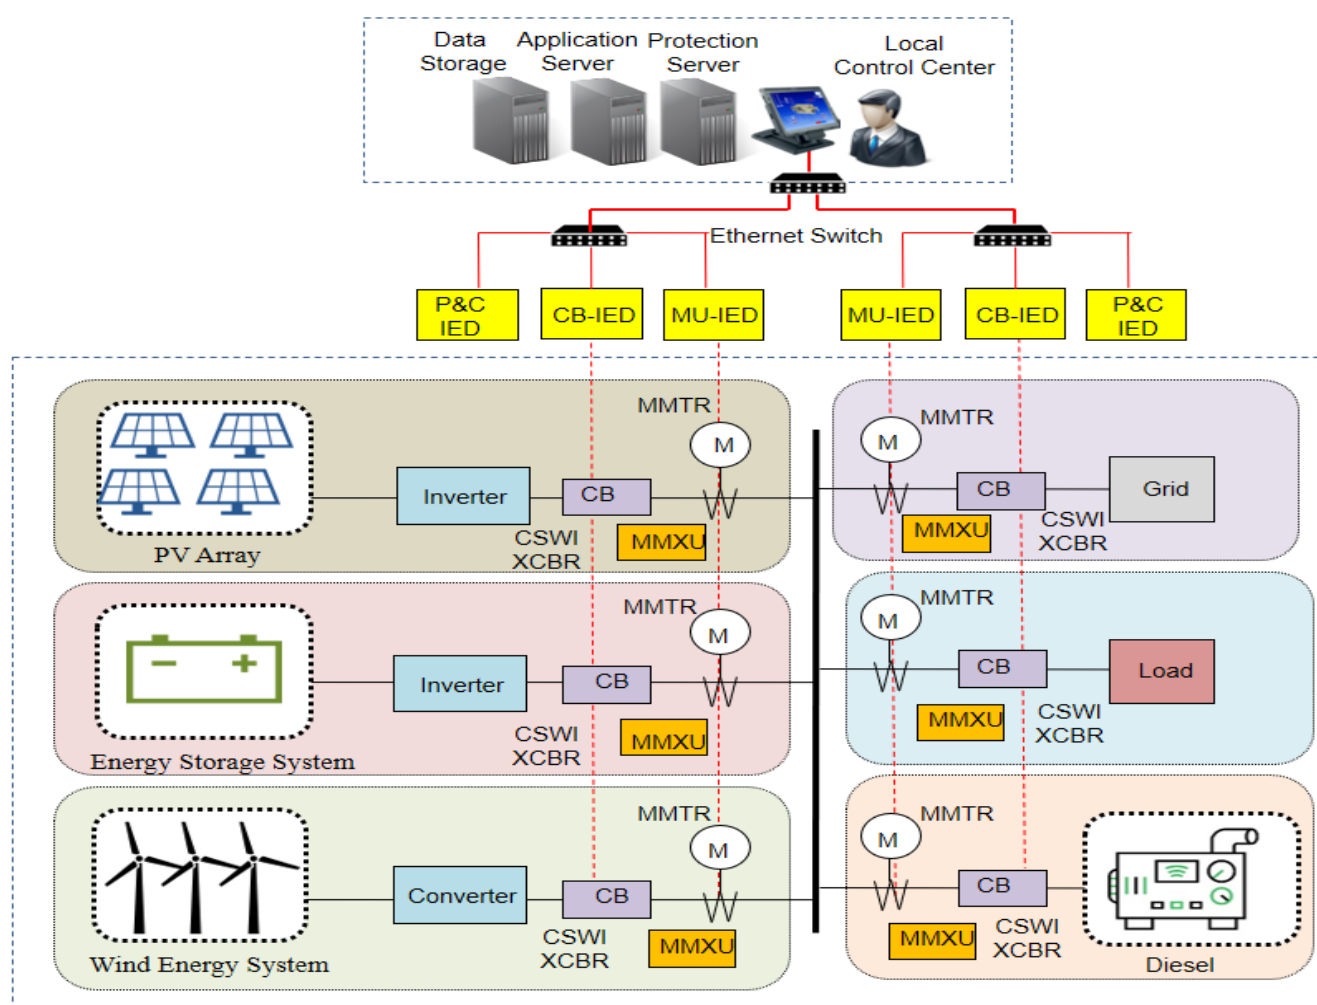 Data
Storage
Application
Server
Protection
Server
Local
Control Center
Ethernet Switch
P&C
IED
CB-IED
MU-IED
MU-IED
CB-IED
P&C
IED
MMTR
M
Inverter
CB
CSWI
XCBR
MMXU
PV Array
MMTR
M
CB
Grid
MMXU
CSWI
XCBR
MMTR
M
Inverter
CB
CSWI
XCBR
MMXU
Energy Storage System
MMTR
M
CB
Load
MMXU
CSWI
XCBR
MMTR
M
Converter
CB
CSWI
XCBR
MMXU
Wind Energy System
MMTR
M
CB
MMXU
CSWI
XCBR
Diesel